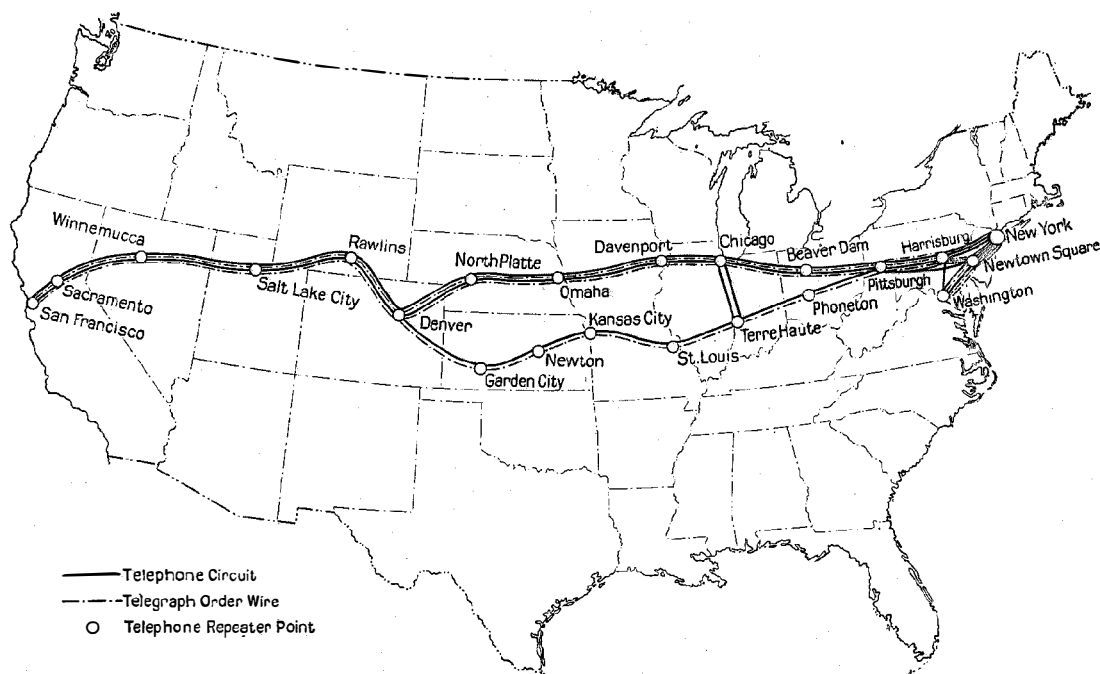 Winnemucca
Rawlins
North Platte
Davenport
Chicago
Beaver Dam
Harrisburg
New York
Newtown Square
Sacramento
San Francisco
Salt Lake City
Denver
Omaha
Kansas City
Pittsburgh
Phoneton
Washington
Terre Haute
St. Louis
Newton
Garden City
Telephone Circuit
Telegraph Order Wire
Telephone Repeater Point